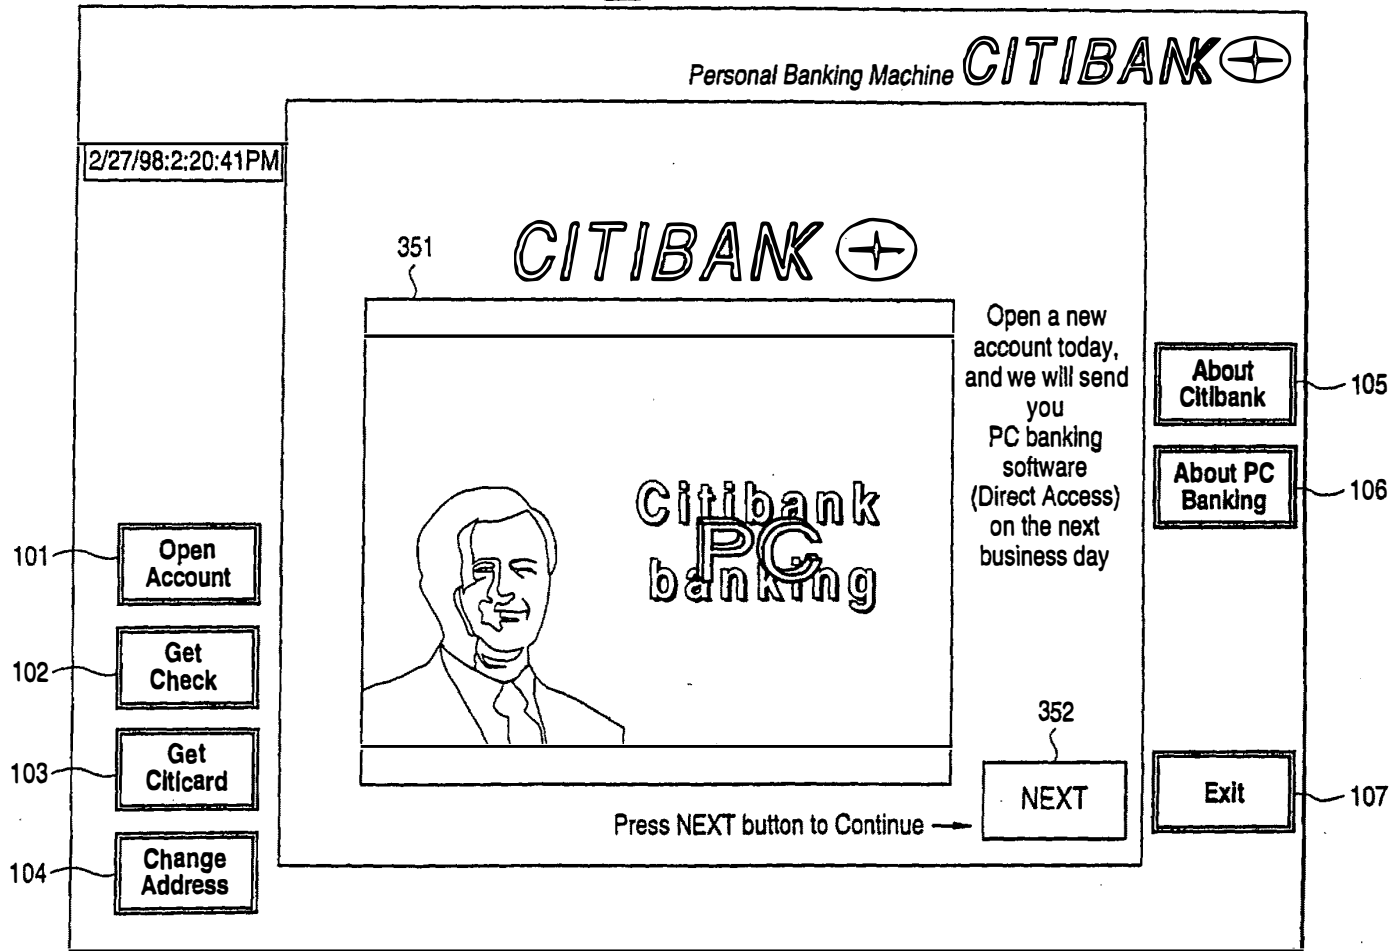 Personal Banking Machine CITIBANK
2/27/98:2:20:41PM
CITIBANK
351
Open a new
account today,
and we will send
you
PC banking
software
(Direct Access)
on the next
business day
Citibank
PC
banking
About
Citibank
105
About PC
Banking
106
101
Open
Account
102
Get
Check
103
Get
Citicard
104
Change
Address
352
NEXT
Press NEXT button to Continue
Exit
107